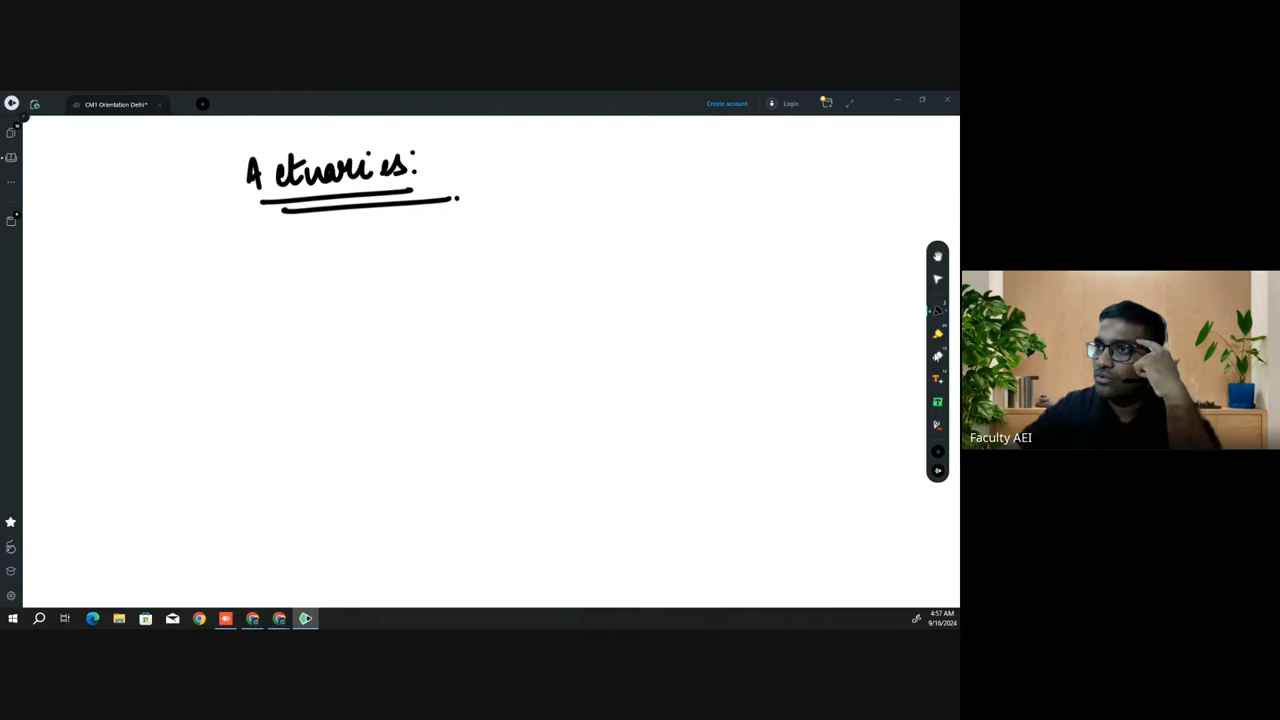 CM1 Orientation Delhi*
Create account
Login
Actuaries:
Faculty AEI
4:57 AM
9/16/2024